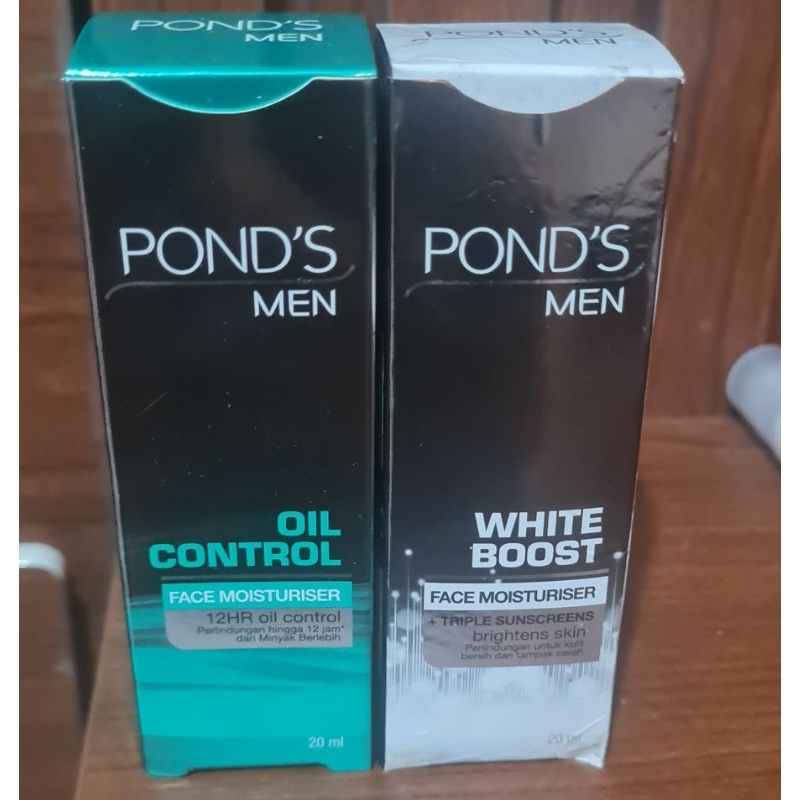 POND'S
MEN
POND'S
MEN
OIL
CONTROL
FACE MOISTURISER
12HR oil control
Perlindungan hingga 12 jam*
dari Minyak Berlebih
20 ml
POND'S
MEN
POND'S
MEN
WHITE
BOOST
FACE MOISTURISER
+ TRIPLE SUNSCREENS
brightens skin
Perlindungan untuk kulit
bersih dan tampak cerah
20 ml